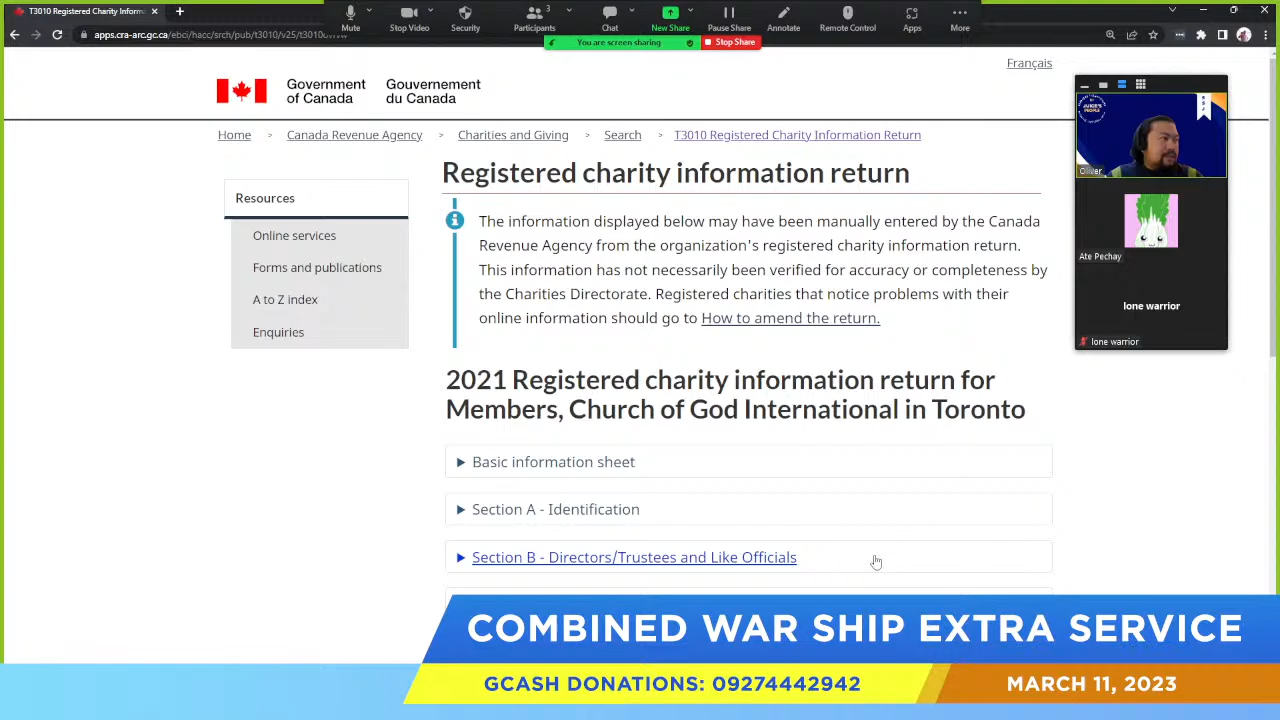 T3010 Registered Charity Informa
Mute
Stop Video
Security
3
Participants
Chat
New Share
Pause Share
Annotate
Remote Control
Apps
More
You are screen sharing
Stop Share
Français
Government
of Canada
Gouvernement
du Canada
Home > Canada Revenue Agency > Charities and Giving > Search > T3010 Registered Charity Information Return
Resources
Online services
Forms and publications
A to Z index
Enquiries
Registered charity information return
The information displayed below may have been manually entered by the Canada
Revenue Agency from the organization's registered charity information return.
This information has not necessarily been verified for accuracy or completeness by
the Charities Directorate. Registered charities that notice problems with their
online information should go to How to amend the return.
2021 Registered charity information return for
Members, Church of God International in Toronto
Basic information sheet
Section A - Identification
Section B - Directors/Trustees and Like Officials
Oliver
Ate Pechay
lone warrior
lone warrior
COMBINED WAR SHIP EXTRA SERVICE
GCASH DONATIONS: 09274442942
MARCH 11, 2023